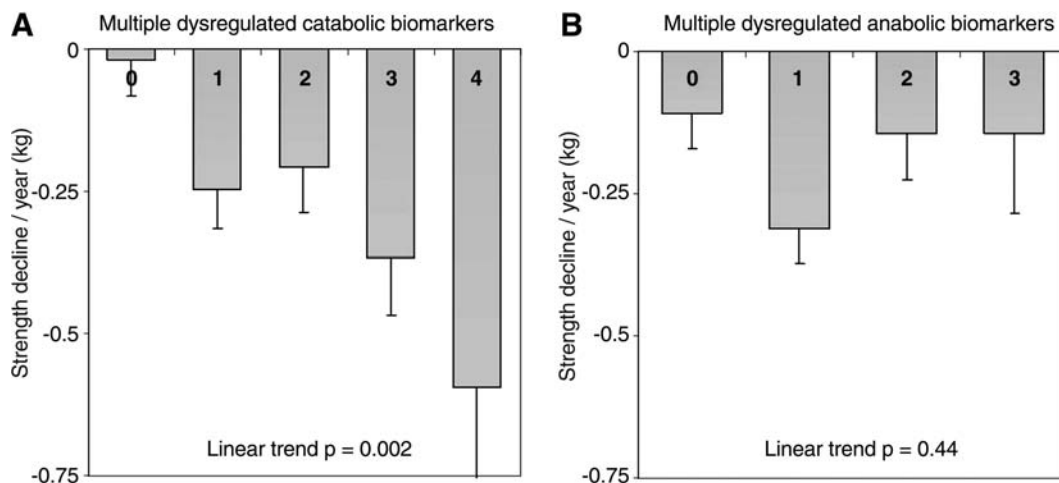 A
Multiple dysregulated catabolic biomarkers
Strength decline / year (kg)
0
-0.25
-0.5
-0.75
0
1
2
3
4
Linear trend p = 0.002
B
Multiple dysregulated anabolic biomarkers
Strength decline / year (kg)
0
-0.25
-0.5
-0.75
0
1
2
3
Linear trend p = 0.44